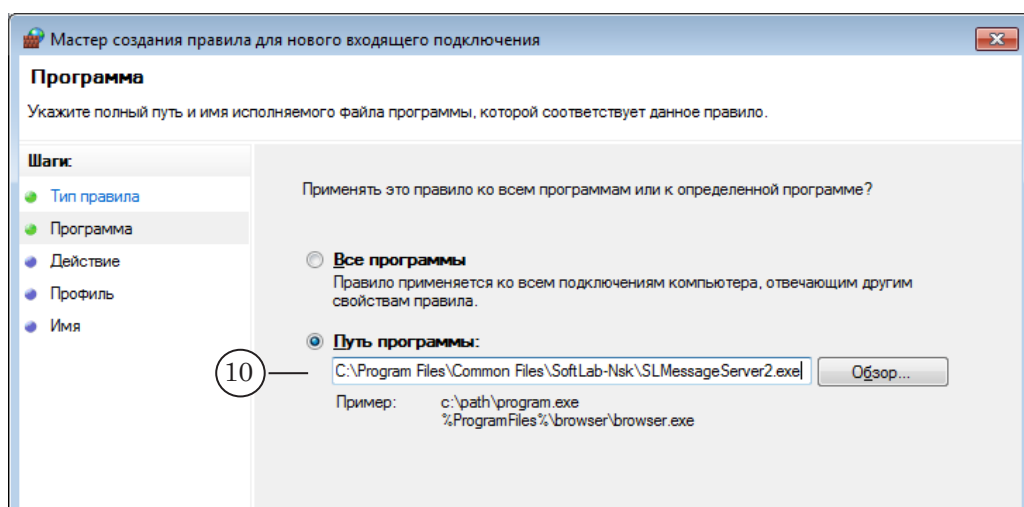 Мастер создания правила для нового входящего подключения
Программа
Укажите полный путь и имя исполняемого файла программы, которой соответствует данное правило.
Шаги:
Тип правила
Программа
Действие
Профиль
Имя
Применять это правило ко всем программам или к определенной программе?
Все программы
Правило применяется ко всем подключениям компьютера, отвечающим другим
свойствам правила.
Путь программы:
10
C:\Program Files\Common Files\SoftLab-Nsk\SLMessageServer2.exe
Обзор...
Пример: c:\path\program.exe
%ProgramFiles%\browser\browser.exe